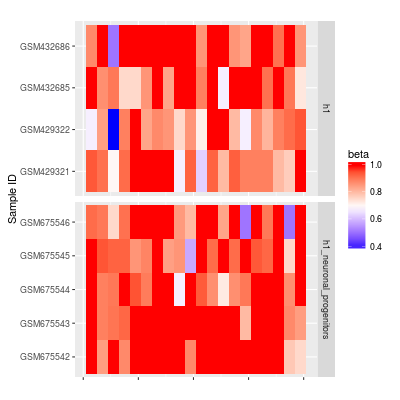 Sample ID
GSM432686
GSM432685
GSM429322
GSM429321
h1
GSM675546
GSM675545
GSM675544
GSM675543
GSM675542
h1_neuronal_progenitors
beta
1.0
0.8
0.6
0.4